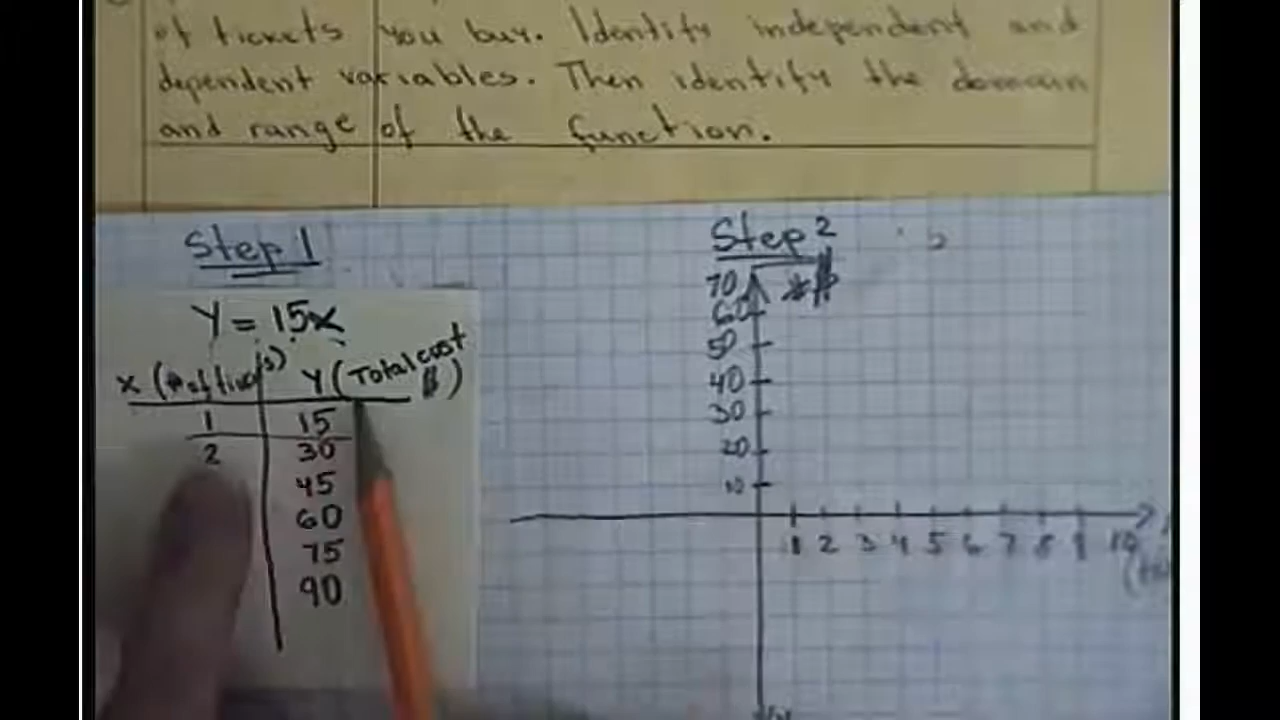 of tickets you buy. Identify independent and
dependent variables. Then identify the domain
and range of the function.
Step 1
Y = 15x
x (# of Y (Total cost $)
1 15
2 30
45
60
75
90
Step 2
70 $
60
50
40
30
20
10
1 2 3 4 5 6 7 8 9 10